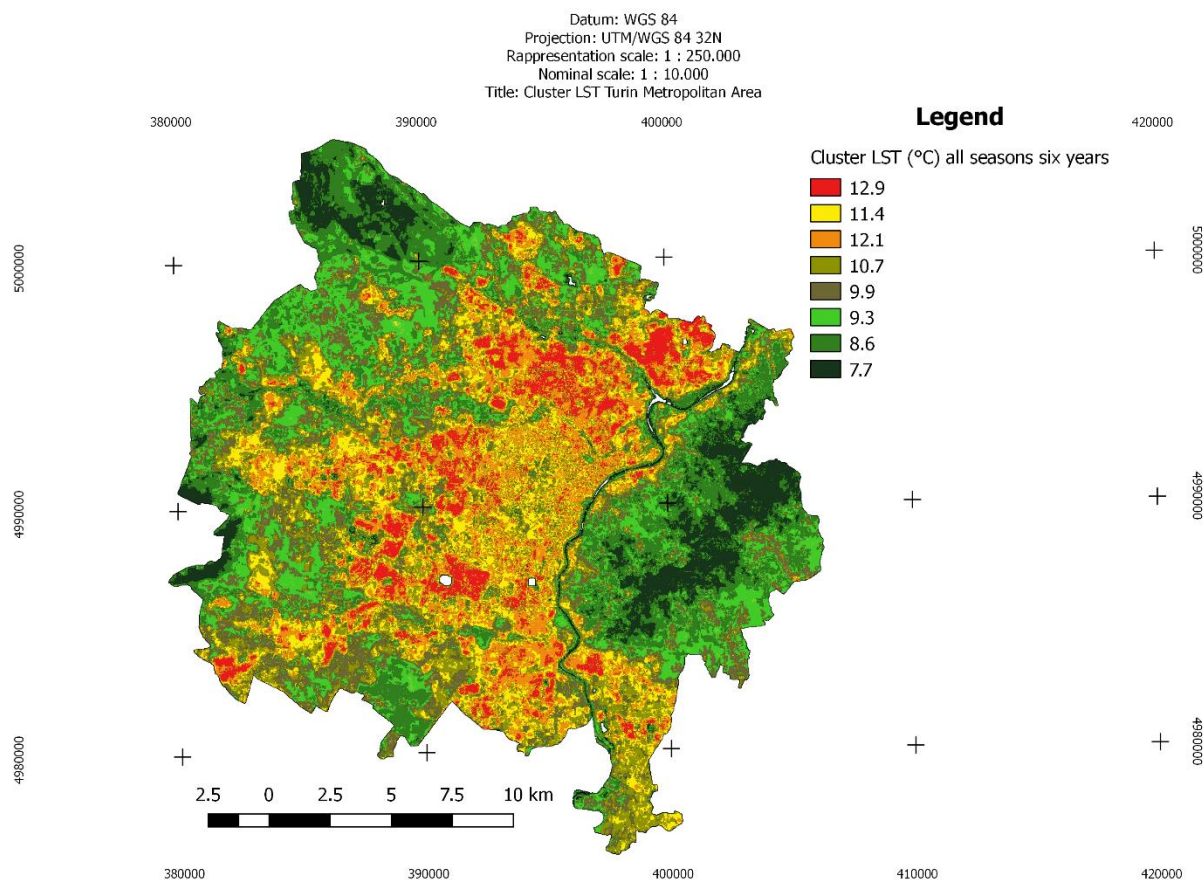 Datum: WGS 84
Projection: UTM/WGS 84 32N
Rappresentation scale: 1 : 250.000
Nominal scale: 1 : 10.000
Title: Cluster LST Turin Metropolitan Area
380000
390000
400000
420000
Legend
Cluster LST (°C) all seasons six years
12.9
11.4
12.1
10.7
9.9
9.3
8.6
7.7
5000000
5000000
4990000
4990000
4980000
4980000
2.5 0 2.5 5 7.5 10 km
380000
390000
400000
410000
420000